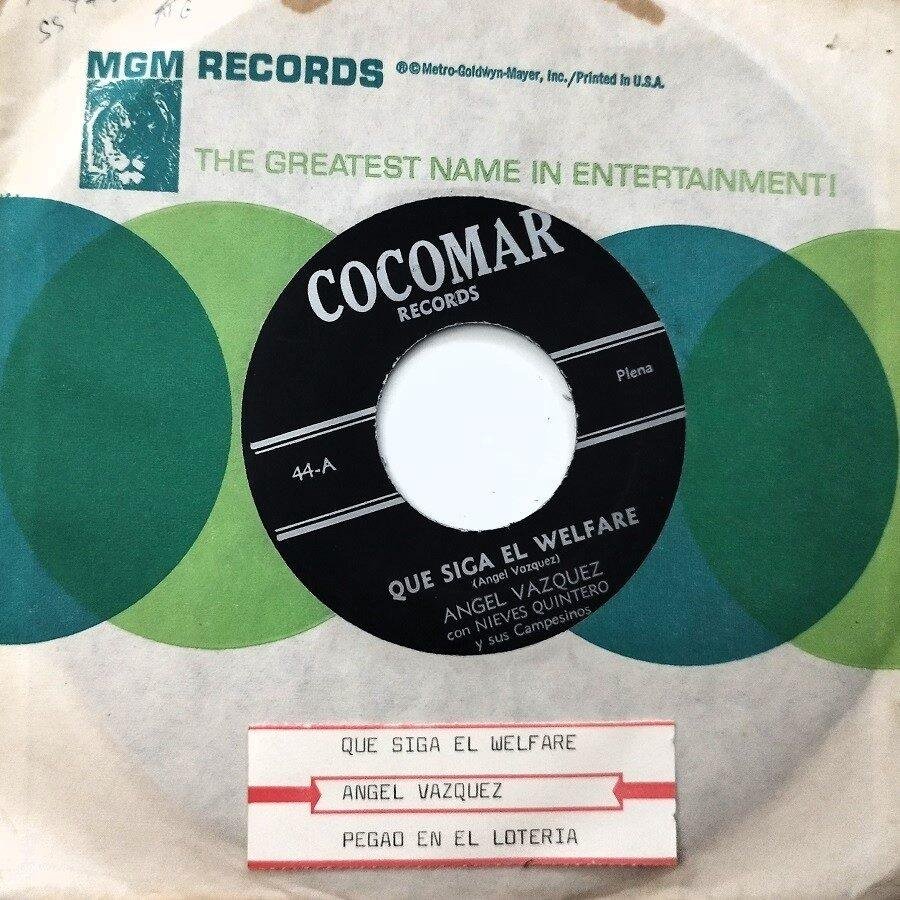 MGM RECORDS ®©Metro-Goldwyn-Mayer, Inc./Printed in U.S.A.
THE GREATEST NAME IN ENTERTAINMENT!
COCOMAR
RECORDS
Plena
44-A
QUE SIGA EL WELFARE
(Angel Vazquez)
ANGEL VAZQUEZ
con NIEVES QUINTERO
y sus Campesinos
QUE SIGA EL WELFARE
ANGEL VAZQUEZ
PEGAO EN EL LOTERIA